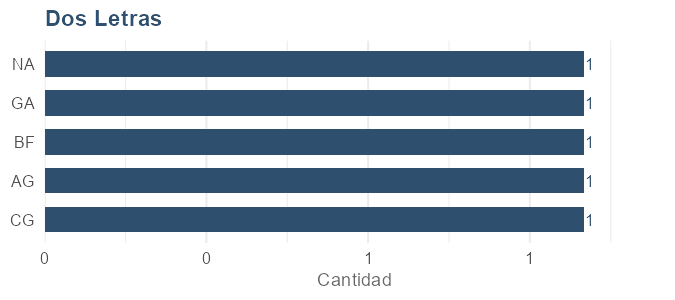 Dos Letras
NA 1
GA 1
BF 1
AG 1
CG 1
0 0 1 1
Cantidad